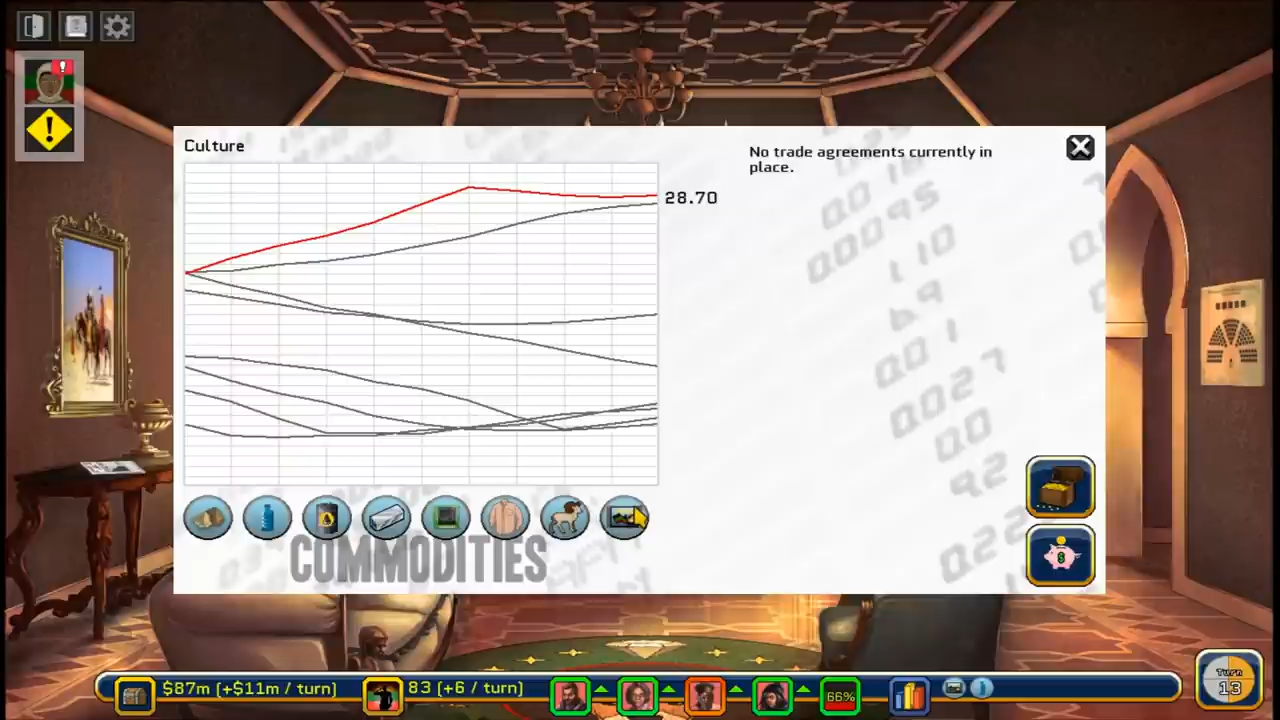 Culture
No trade agreements currently in
place.
28.70
COMMODITIES
$87m (+$11m / turn)
83 (+6 / turn)
66%
Turn
13